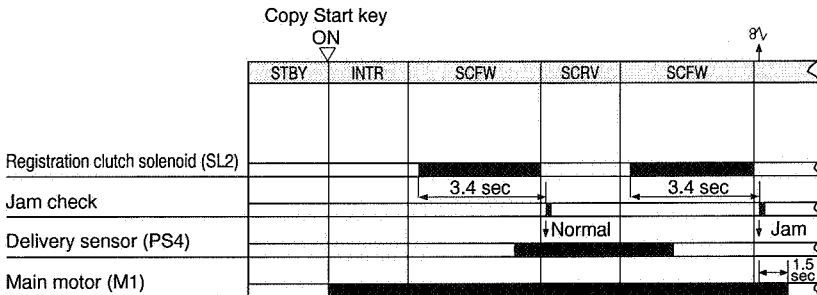 Copy Start key
ON
STBY INTR SCFW SCRV SCFW
Registration clutch solenoid (SL2)
3.4 sec 3.4 sec
Jam check
Normal Jam
Delivery sensor (PS4)
1.5
sec
Main motor (M1)